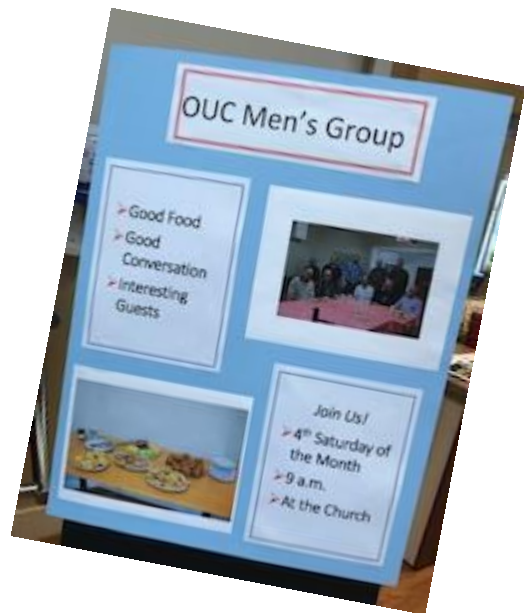 OUC Men's Group
Good Food
Good
Conversation
Interesting
Guests
Join Us!
4th Saturday of
the Month
9 a.m.
At the Church